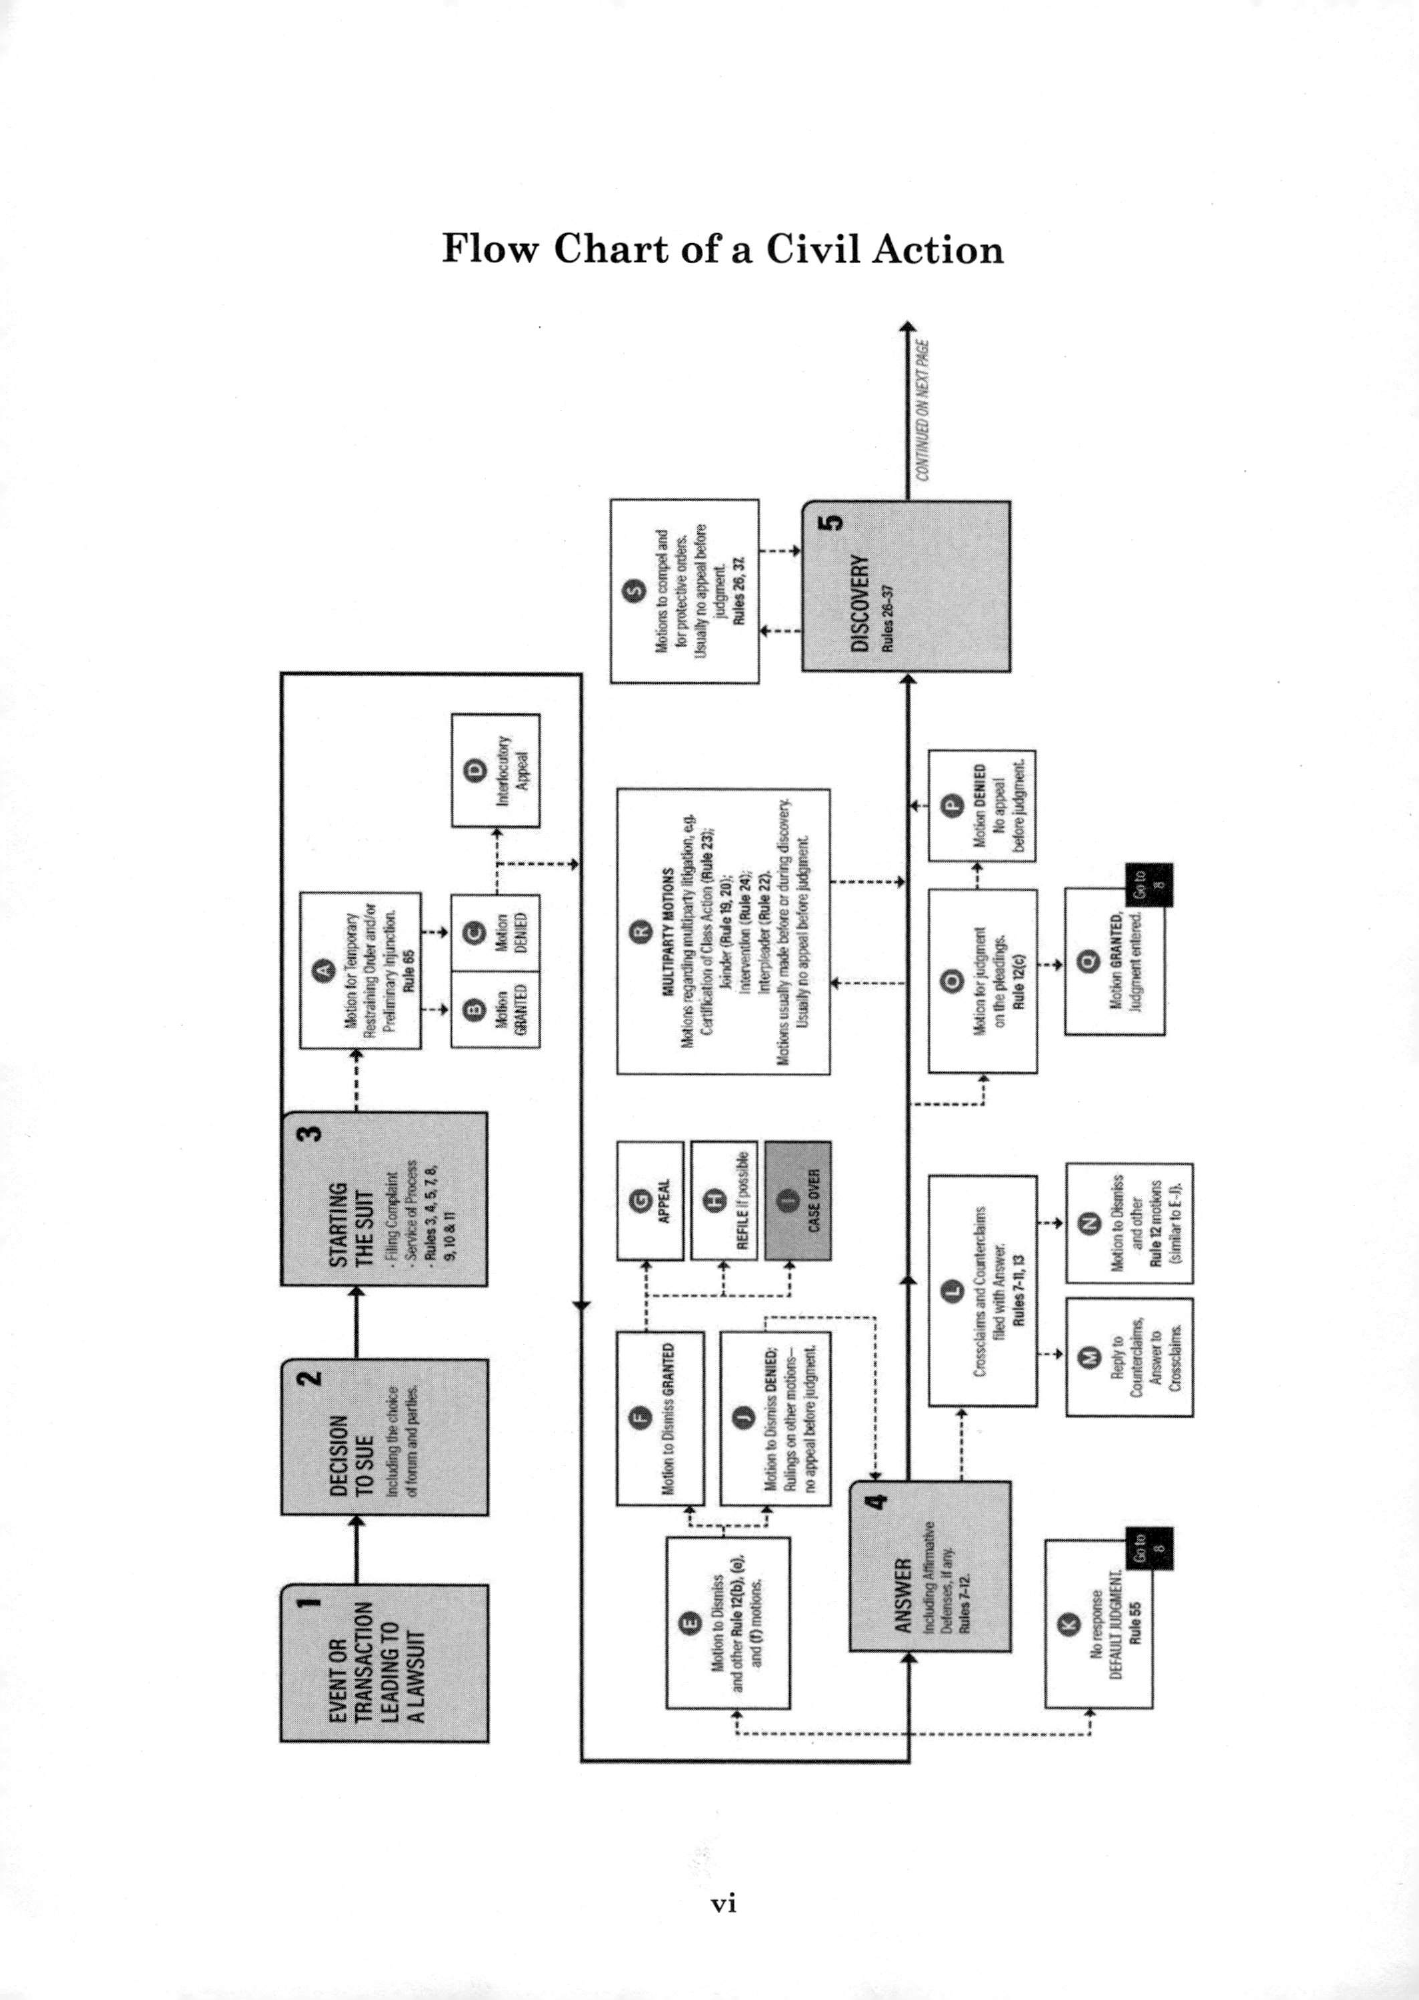 Flow Chart of a Civil Action
1
EVENT OR
TRANSACTION
LEADING TO
A LAWSUIT
2
DECISION
TO SUE
Including the choice
of forum and parties.
3
STARTING
THE SUIT
- Filing Complaint
- Service of Process
- Rules 3, 4, 5, 7, 8,
9, 10 & 11
A
Motion for Temporary
Restraining Order and/or
Preliminary Injunction.
Rule 65
B
Motion
GRANTED
C
Motion
DENIED
D
Interlocutory
Appeal
E
Motion to Dismiss
and other Rule 12(b), (e),
and (f) motions.
F
Motion to Dismiss GRANTED
G
APPEAL
H
REFILE if possible
I
CASE OVER
J
Motion to Dismiss DENIED;
Rulings on other motions—
no appeal before judgment.
4
ANSWER
Including Affirmative
Defenses, if any.
Rules 7–12.
K
No response
DEFAULT JUDGMENT.
Rule 55
Go to
8
L
Crossclaims and Counterclaims
filed with Answer.
Rules 7–11, 13
M
Reply to
Counterclaims,
Answer to
Crossclaims.
N
Motion to Dismiss
and other
Rule 12 motions
(similar to E-J).
R
MULTIPARTY MOTIONS
Motions regarding multiparty litigation, e.g.
Certification of Class Action (Rule 23);
Joinder (Rule 19, 20);
Intervention (Rule 24);
Interpleader (Rule 22).
Motions usually made before or during discovery.
Usually no appeal before judgment.
O
Motion for judgment
on the pleadings.
Rule 12(c)
P
Motion DENIED
No appeal
before judgment.
Q
Motion GRANTED,
Judgment entered.
Go to
8
S
Motions to compel and
for protective orders.
Usually no appeal before
judgment.
Rules 26, 37.
5
DISCOVERY
Rules 26–37
CONTINUED ON NEXT PAGE
vi